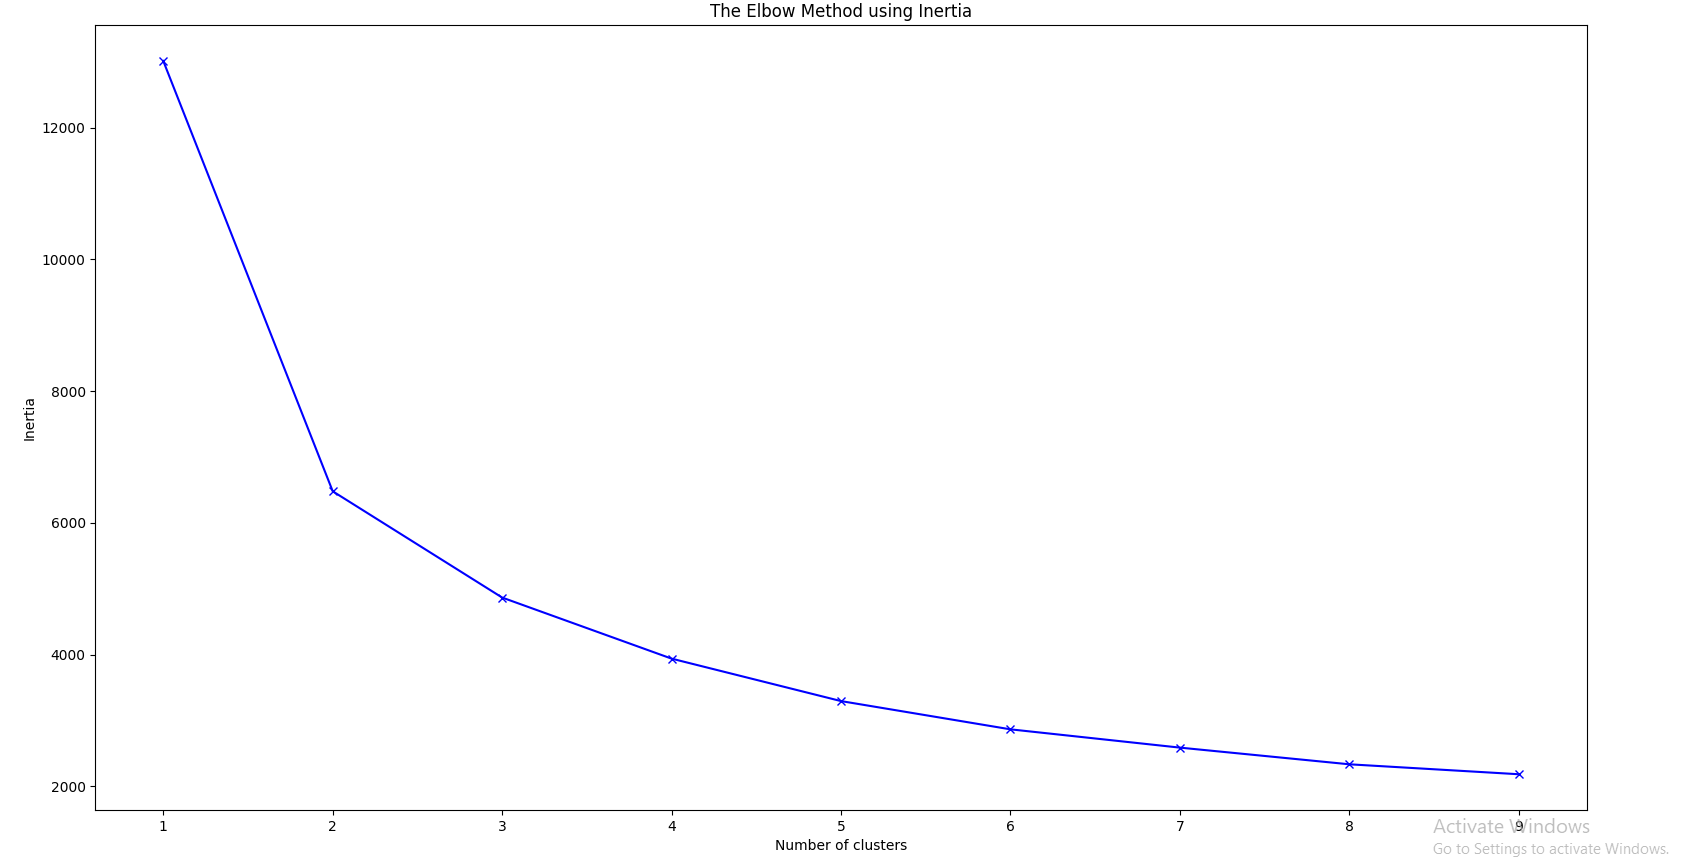 The Elbow Method using Inertia
12000
10000
8000
6000
4000
2000
Inertia
1 2 3 4 5 6 7 8 9
Number of clusters
Activate Windows
Go to Settings to activate Windows.